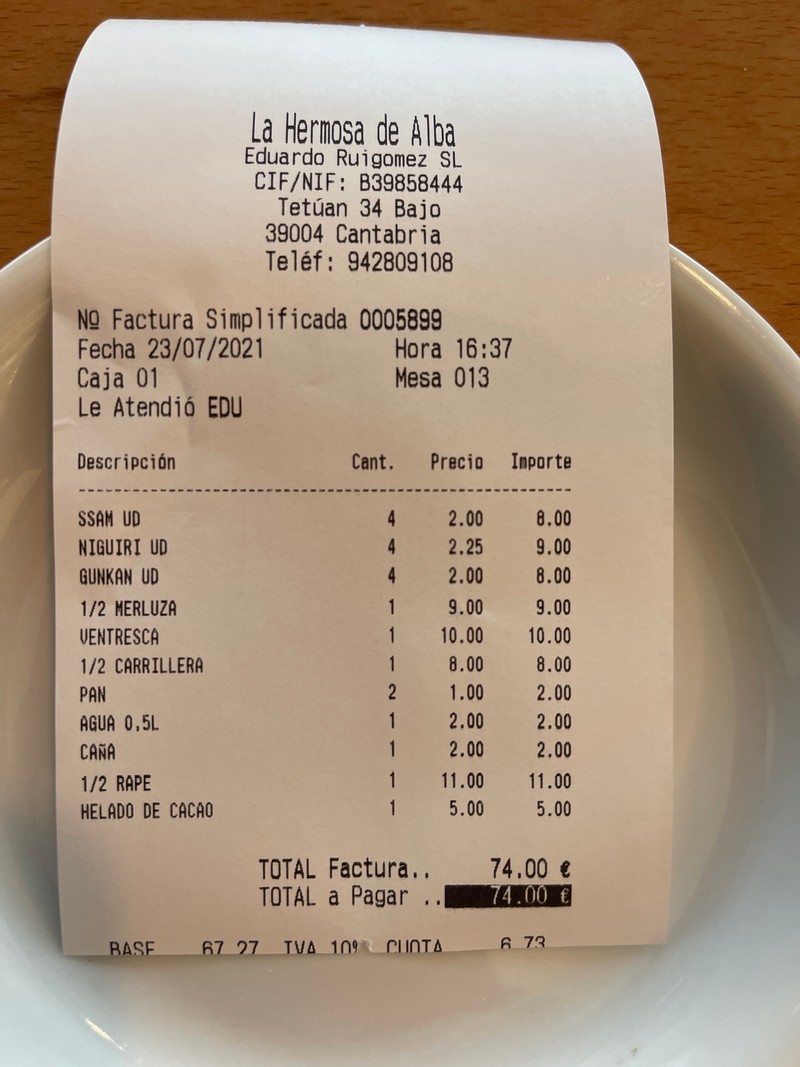 La Hermosa de Alba
Eduardo Ruigomez SL
CIF/NIF: B39858444
Tetúan 34 Bajo
39004 Cantabria
Teléf: 942809108
Nº Factura Simplificada 0005899
Fecha 23/07/2021 Hora 16:37
Caja 01 Mesa 013
Le Atendió EDU
Descripción Cant. Precio Importe
SSAM UD 4 2.00 8.00
NIGUIRI UD 4 2.25 9.00
GUNKAN UD 4 2.00 8.00
1/2 MERLUZA 1 9.00 9.00
VENTRESCA 1 10.00 10.00
1/2 CARRILLERA 1 8.00 8.00
PAN 2 1.00 2.00
AGUA 0,5L 1 2.00 2.00
CAÑA 1 2.00 2.00
1/2 RAPE 1 11.00 11.00
HELADO DE CACAO 1 5.00 5.00
TOTAL Factura.. 74.00 €
TOTAL a Pagar .. 74.00 €
BASE 67.27 IVA 10% CUOTA 6.73